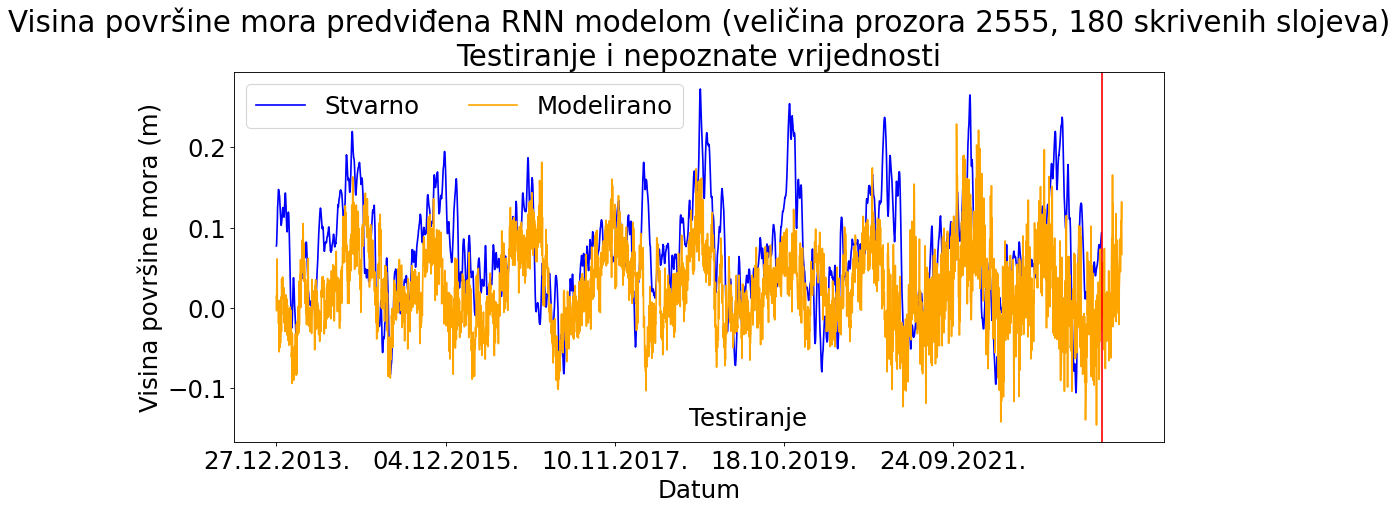 Visina površine mora predviđena RNN modelom (veličina prozora 2555, 180 skrivenih slojeva)
Testiranje i nepoznate vrijednosti
Stvarno
Modelirano
Visina površine mora (m)
0.2
0.1
0.0
−0.1
Testiranje
27.12.2013.
04.12.2015.
10.11.2017.
18.10.2019.
24.09.2021.
Datum